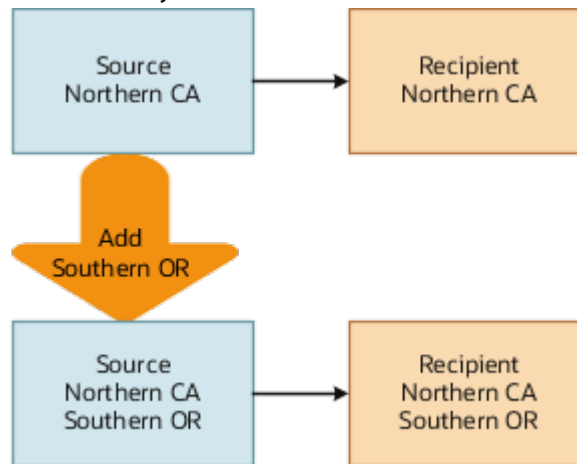 Source
Northern CA
Recipient
Northern CA
Add
Southern OR
Source
Northern CA
Southern OR
Recipient
Northern CA
Southern OR